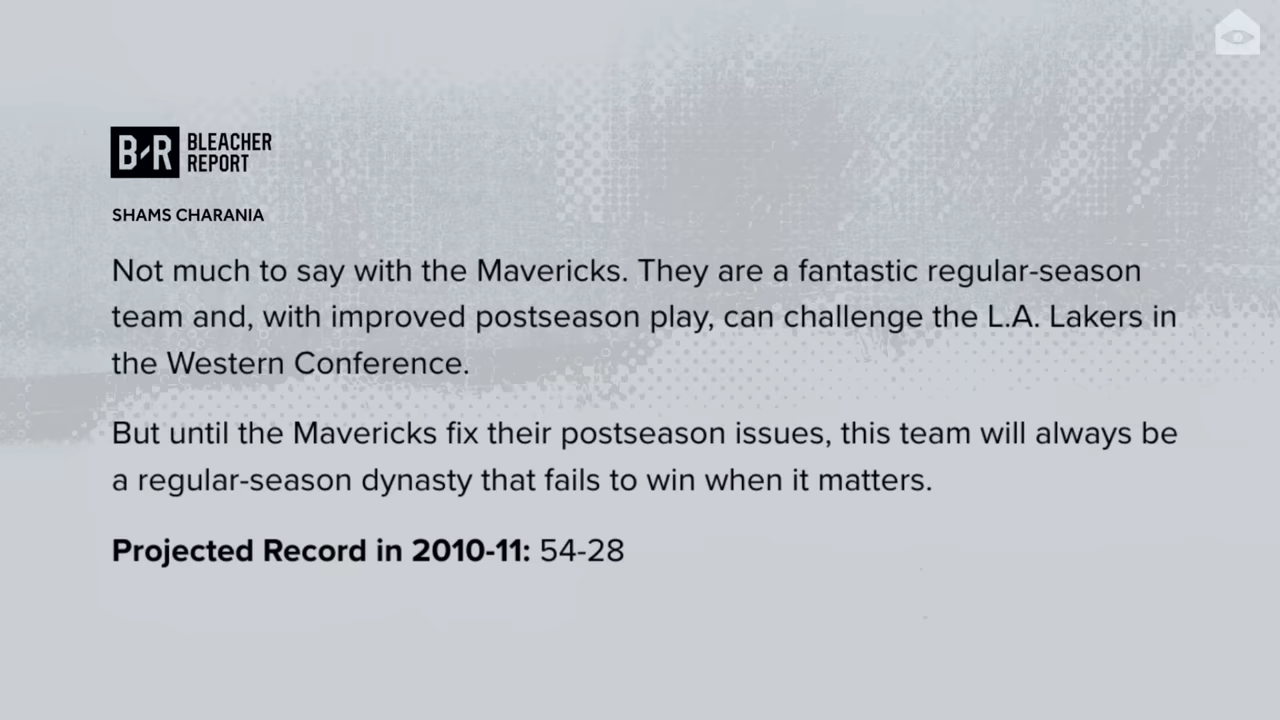 B/R BLEACHER
REPORT
SHAMS CHARANIA
Not much to say with the Mavericks. They are a fantastic regular-season
team and, with improved postseason play, can challenge the L.A. Lakers in
the Western Conference.
But until the Mavericks fix their postseason issues, this team will always be
a regular-season dynasty that fails to win when it matters.
Projected Record in 2010-11: 54-28